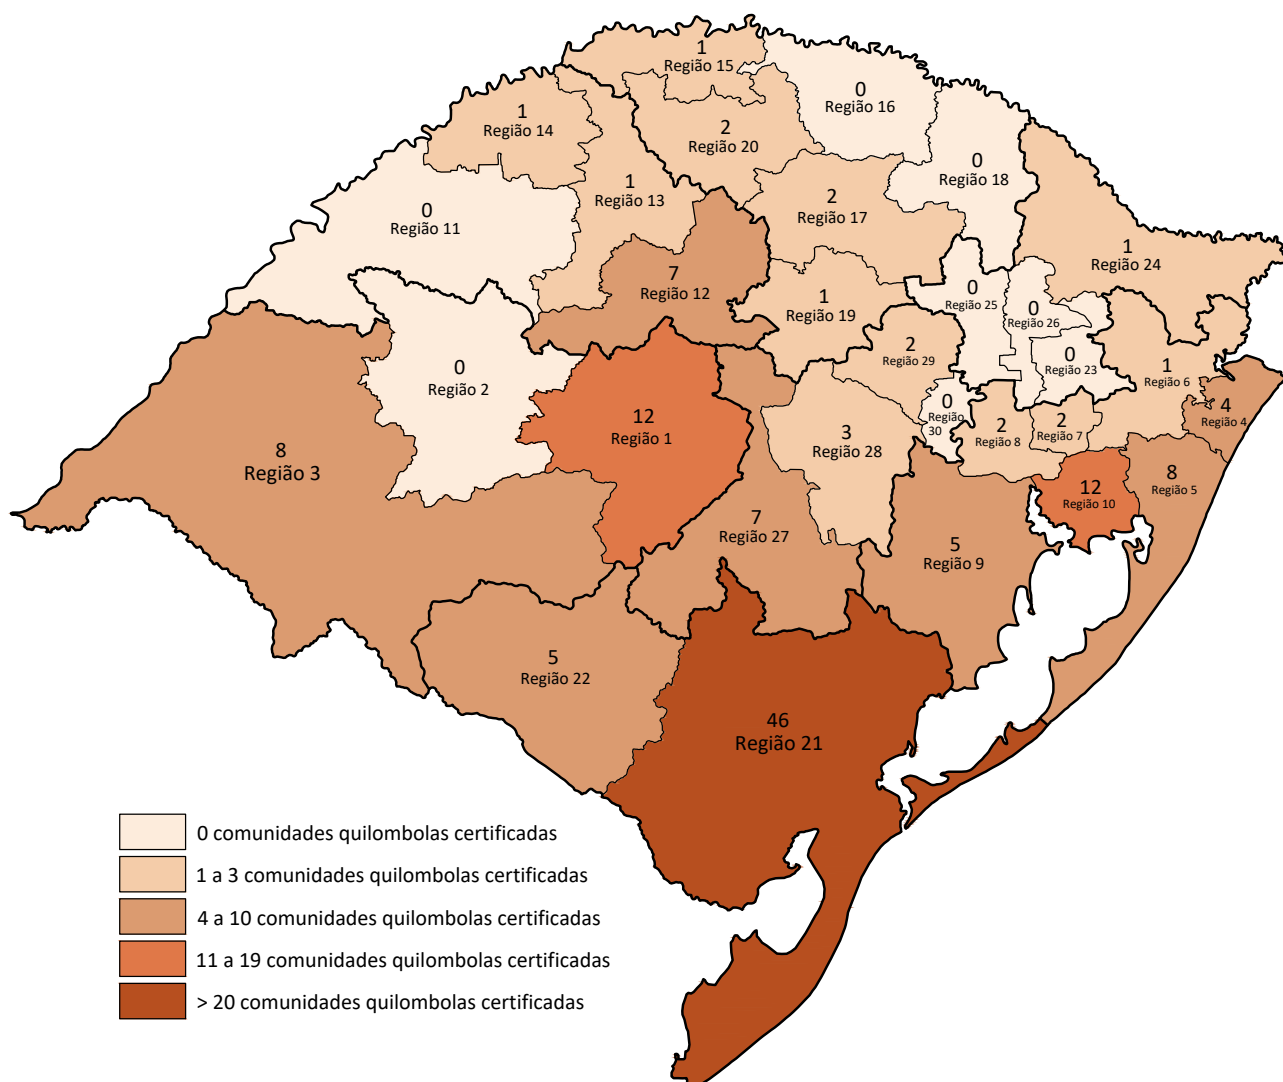 1
Região 15
0
Região 16
1
Região 14
2
Região 20
0
Região 18
1
Região 13
2
Região 17
0
Região 11
1
Região 24
7
Região 12
1
Região 19
0
Região 25
0
Região 26
2
Região 29
0
Região 23
0
Região 2
1
Região 6
12
Região 1
0
Região
30
4
Região 4
3
Região 28
2
Região 8
2
Região 7
8
Região 3
8
Região 5
12
Região 10
7
Região 27
5
Região 9
5
Região 22
46
Região 21
0 comunidades quilombolas certificadas
1 a 3 comunidades quilombolas certificadas
4 a 10 comunidades quilombolas certificadas
11 a 19 comunidades quilombolas certificadas
> 20 comunidades quilombolas certificadas